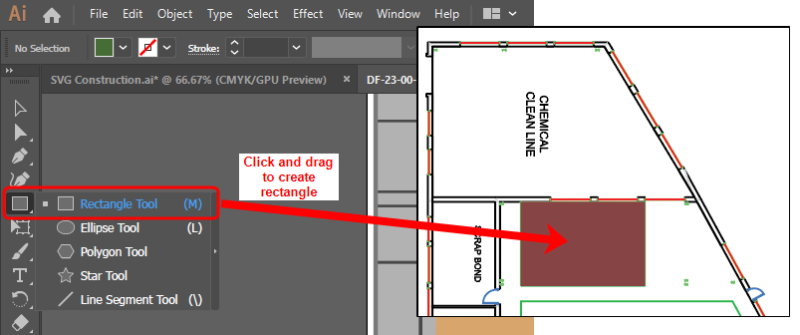 Ai File Edit Object Type Select Effect View Window Help
No Selection Stroke:
SVG Construction.ai* @ 66.67% (CMYK/GPU Preview) × DF-23-00-
CHEMICAL
CLEAN LINE
Click and drag
to create
rectangle
Rectangle Tool (M)
Ellipse Tool (L)
Polygon Tool
Star Tool
Line Segment Tool (\)
SCRAP BOND